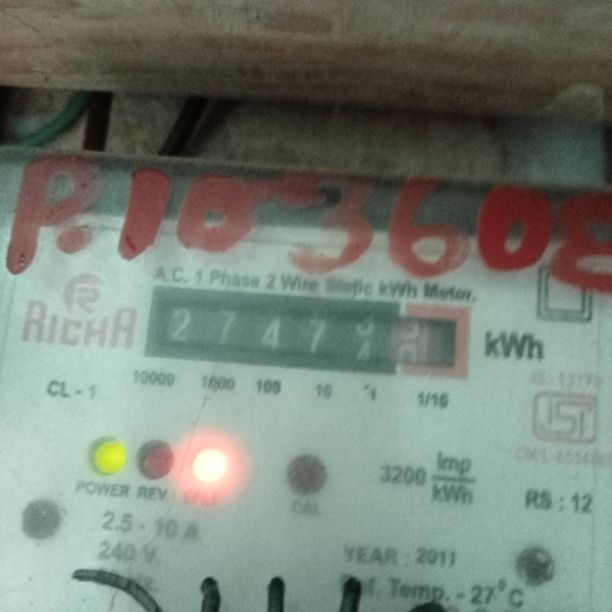 P.103608
A.C. 1 Phase 2 Wire Static kWh Meter.
RICHA
2 7 4 7
kWh
CL - 1
10000 1000 100 10 1 1/10
3200 Imp/kWh
POWER REV
CAL
RS : 12
2.5 - 10 A
240 V
YEAR : 2011
Ref. Temp. - 27°C